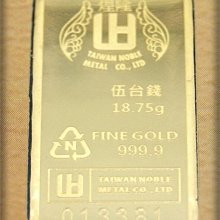 TAIWAN NOBLE
METAL CO., LTD
伍台錢
18.75g
FINE GOLD
999.9
TAIWAN NOBLE
METAL CO., LTD
013361